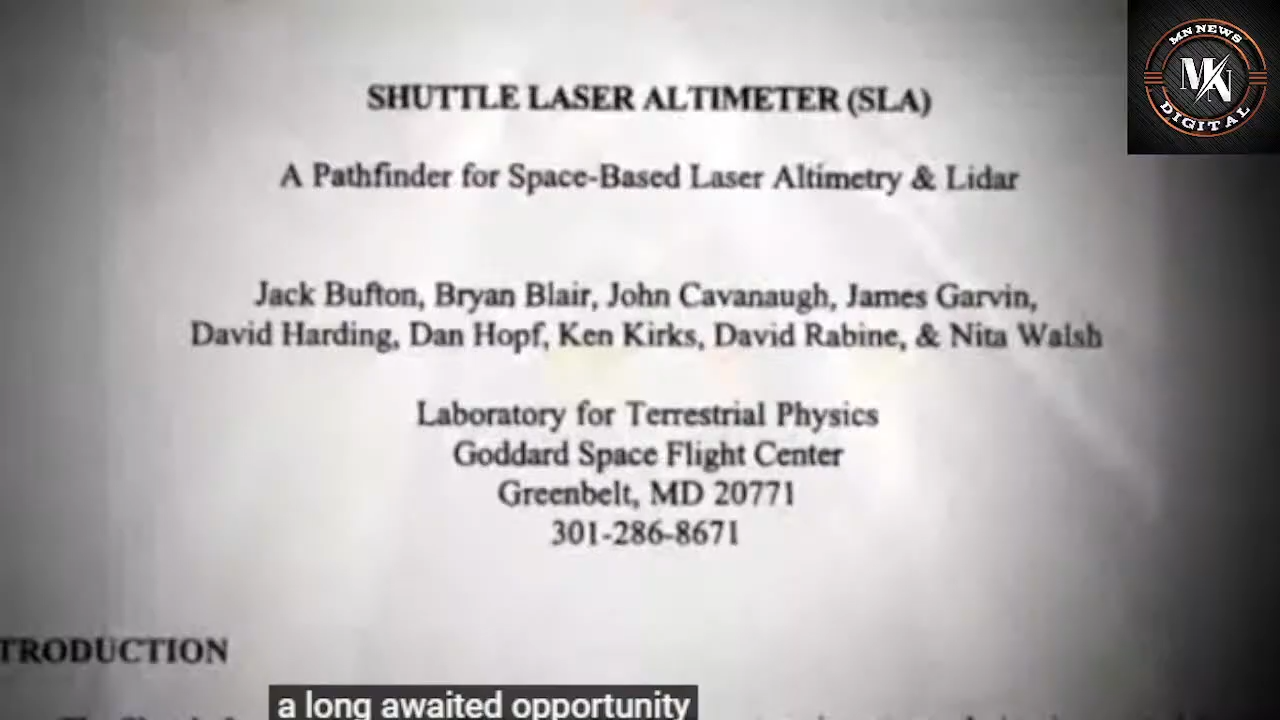 MN NEWS
MN
DIGITAL
SHUTTLE LASER ALTIMETER (SLA)
A Pathfinder for Space-Based Laser Altimetry & Lidar
Jack Bufton, Bryan Blair, John Cavanaugh, James Garvin,
David Harding, Dan Hopf, Ken Kirks, David Rabine, & Nita Walsh
Laboratory for Terrestrial Physics
Goddard Space Flight Center
Greenbelt, MD 20771
301-286-8671
TRODUCTION
a long awaited opportunity